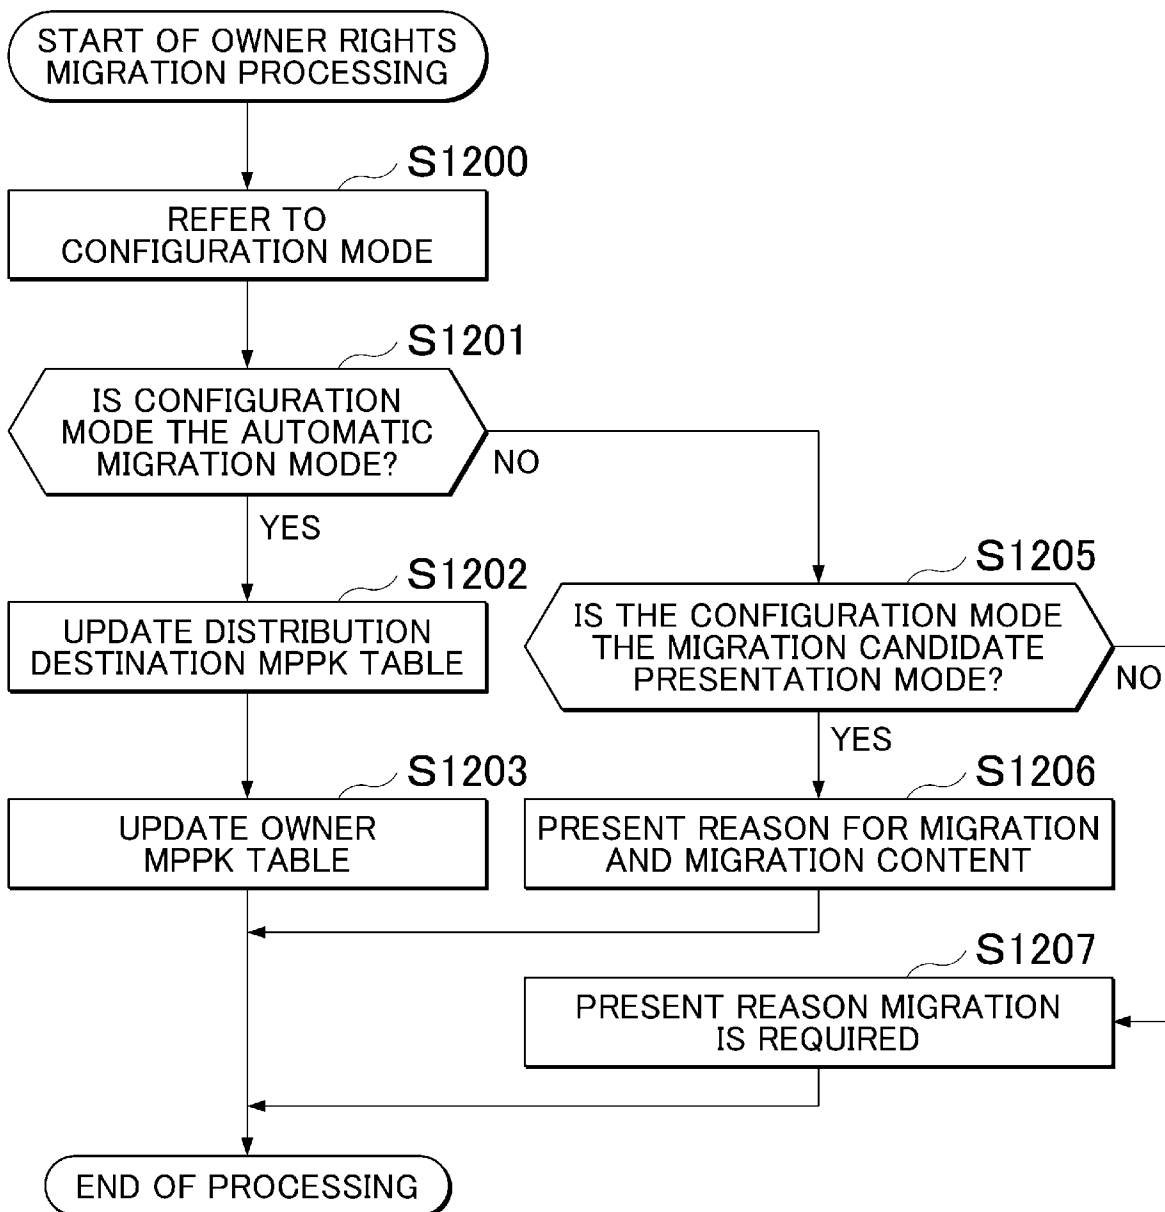 START OF OWNER RIGHTS
MIGRATION PROCESSING
S1200
REFER TO
CONFIGURATION MODE
S1201
IS CONFIGURATION
MODE THE AUTOMATIC
MIGRATION MODE?
NO
YES
S1202
UPDATE DISTRIBUTION
DESTINATION MPPK TABLE
S1203
UPDATE OWNER
MPPK TABLE
S1205
IS THE CONFIGURATION MODE
THE MIGRATION CANDIDATE
PRESENTATION MODE?
NO
YES
S1206
PRESENT REASON FOR MIGRATION
AND MIGRATION CONTENT
S1207
PRESENT REASON MIGRATION
IS REQUIRED
END OF PROCESSING